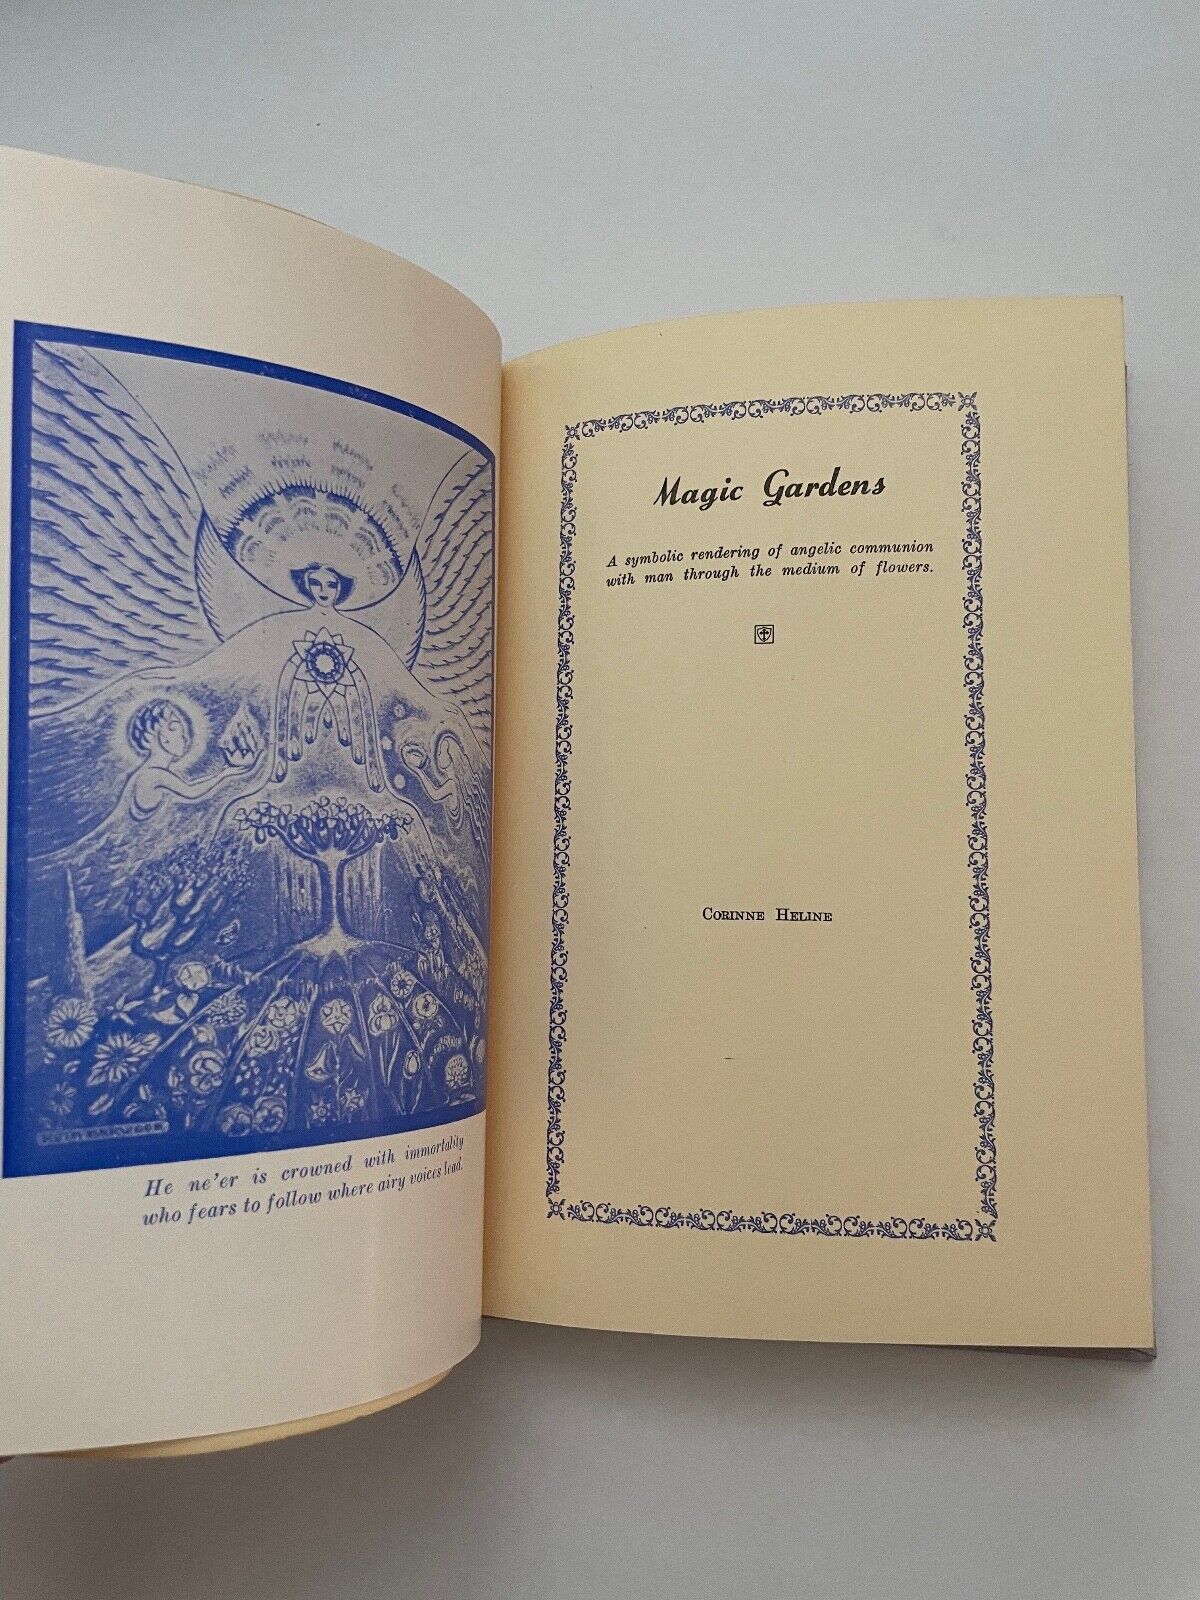 He ne'er is crowned with immortality
who fears to follow where airy voices lead.
Magic Gardens
A symbolic rendering of angelic communion
with man through the medium of flowers.
CORINNE HELINE